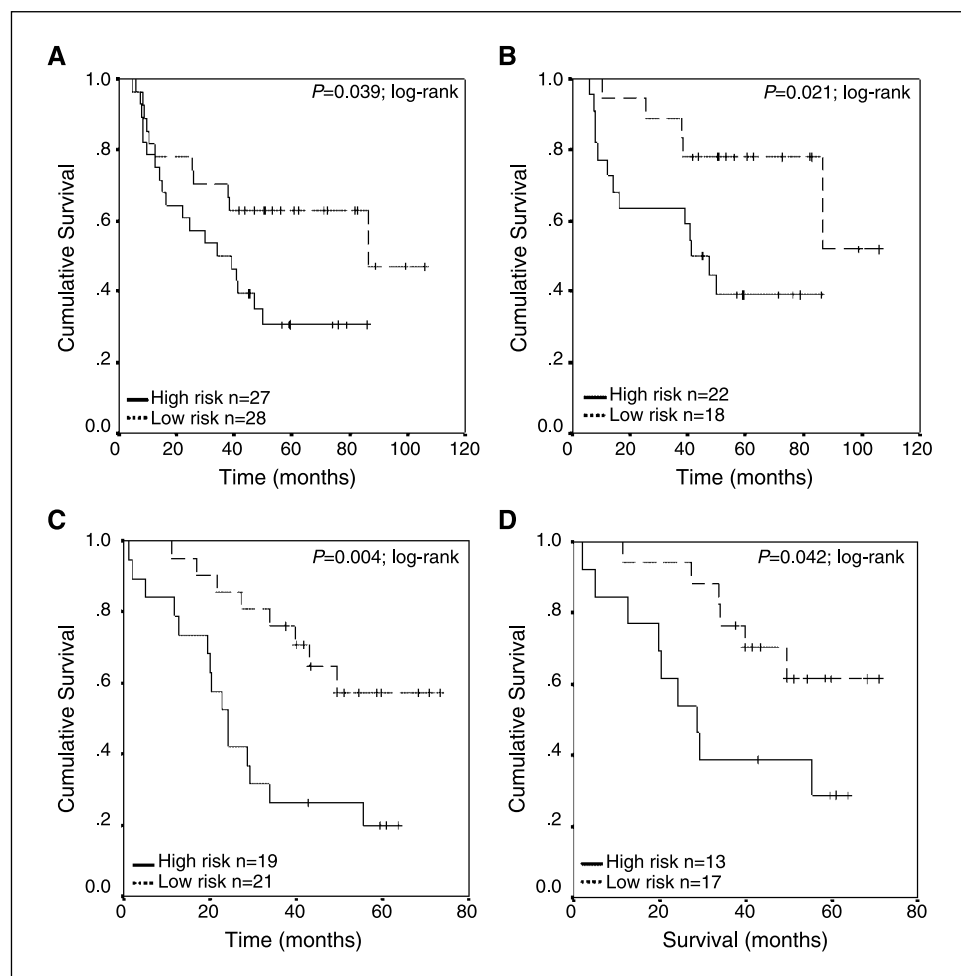 A
P=0.039; log-rank
1.0
.8
.6
.4
.2
0.0
Cumulative Survival
High risk n=27
Low risk n=28
0 20 40 60 80 100 120
Time (months)
B
P=0.021; log-rank
1.0
.8
.6
.4
.2
0.0
Cumulative Survival
High risk n=22
Low risk n=18
0 20 40 60 80 100 120
Time (months)
C
P=0.004; log-rank
1.0
.8
.6
.4
.2
0.0
Cumulative Survival
High risk n=19
Low risk n=21
0 20 40 60 80
Time (months)
D
P=0.042; log-rank
1.0
.8
.6
.4
.2
0.0
Cumulative Survival
High risk n=13
Low risk n=17
0 20 40 60 80
Survival (months)